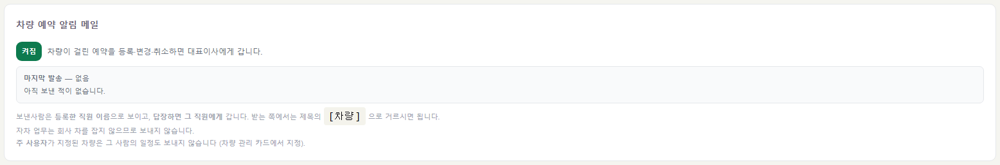 차량 예약 알림 메일
켜짐 차량이 걸린 예약을 등록·변경·취소하면 대표이사에게 갑니다.
마지막 발송 — 없음
아직 보낸 적이 없습니다.
보낸사람은 등록한 직원 이름으로 보이고, 답장하면 그 직원에게 갑니다. 받는 쪽에서는 제목의 [차량] 으로 거르시면 됩니다.
자차 업무는 회사 차를 잡지 않으므로 보내지 않습니다.
주 사용자가 지정된 차량은 그 사람의 일정도 보내지 않습니다 (차량 관리 카드에서 지정).